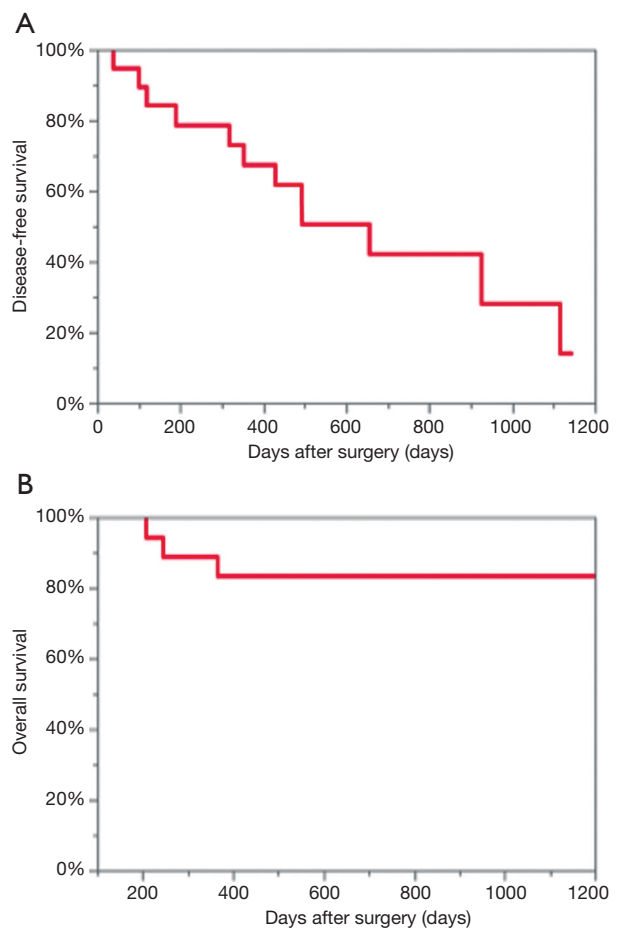 A
100%
80%
60%
40%
20%
0%
Disease-free survival
0 200 400 600 800 1000 1200
Days after surgery (days)
B
100%
80%
60%
40%
20%
0%
Overall survival
200 400 600 800 1000 1200
Days after surgery (days)